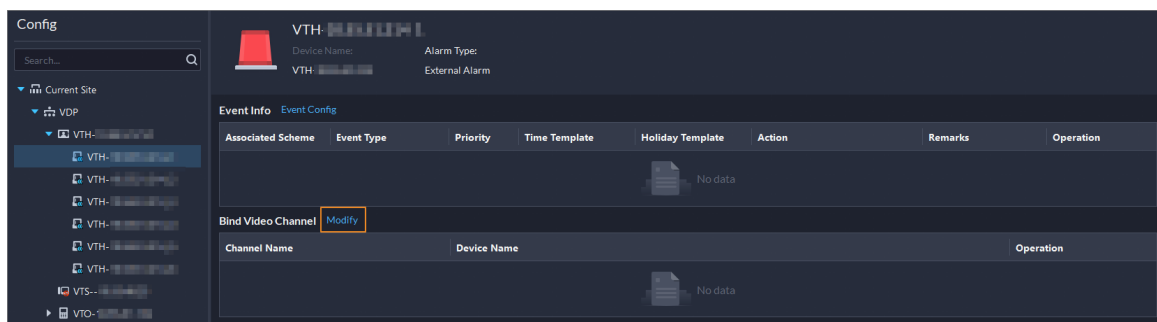 Config
Search...
Current Site
VDP
VTH-
VTH-
VTH-
VTH-
VTH-
VTH-
VTH-
VTS--
VTO-
VTH-
Device Name: Alarm Type:
VTH- External Alarm
Event Info Event Config
Associated Scheme Event Type Priority Time Template Holiday Template Action Remarks Operation
No data
Bind Video Channel Modify
Channel Name Device Name Operation
No data